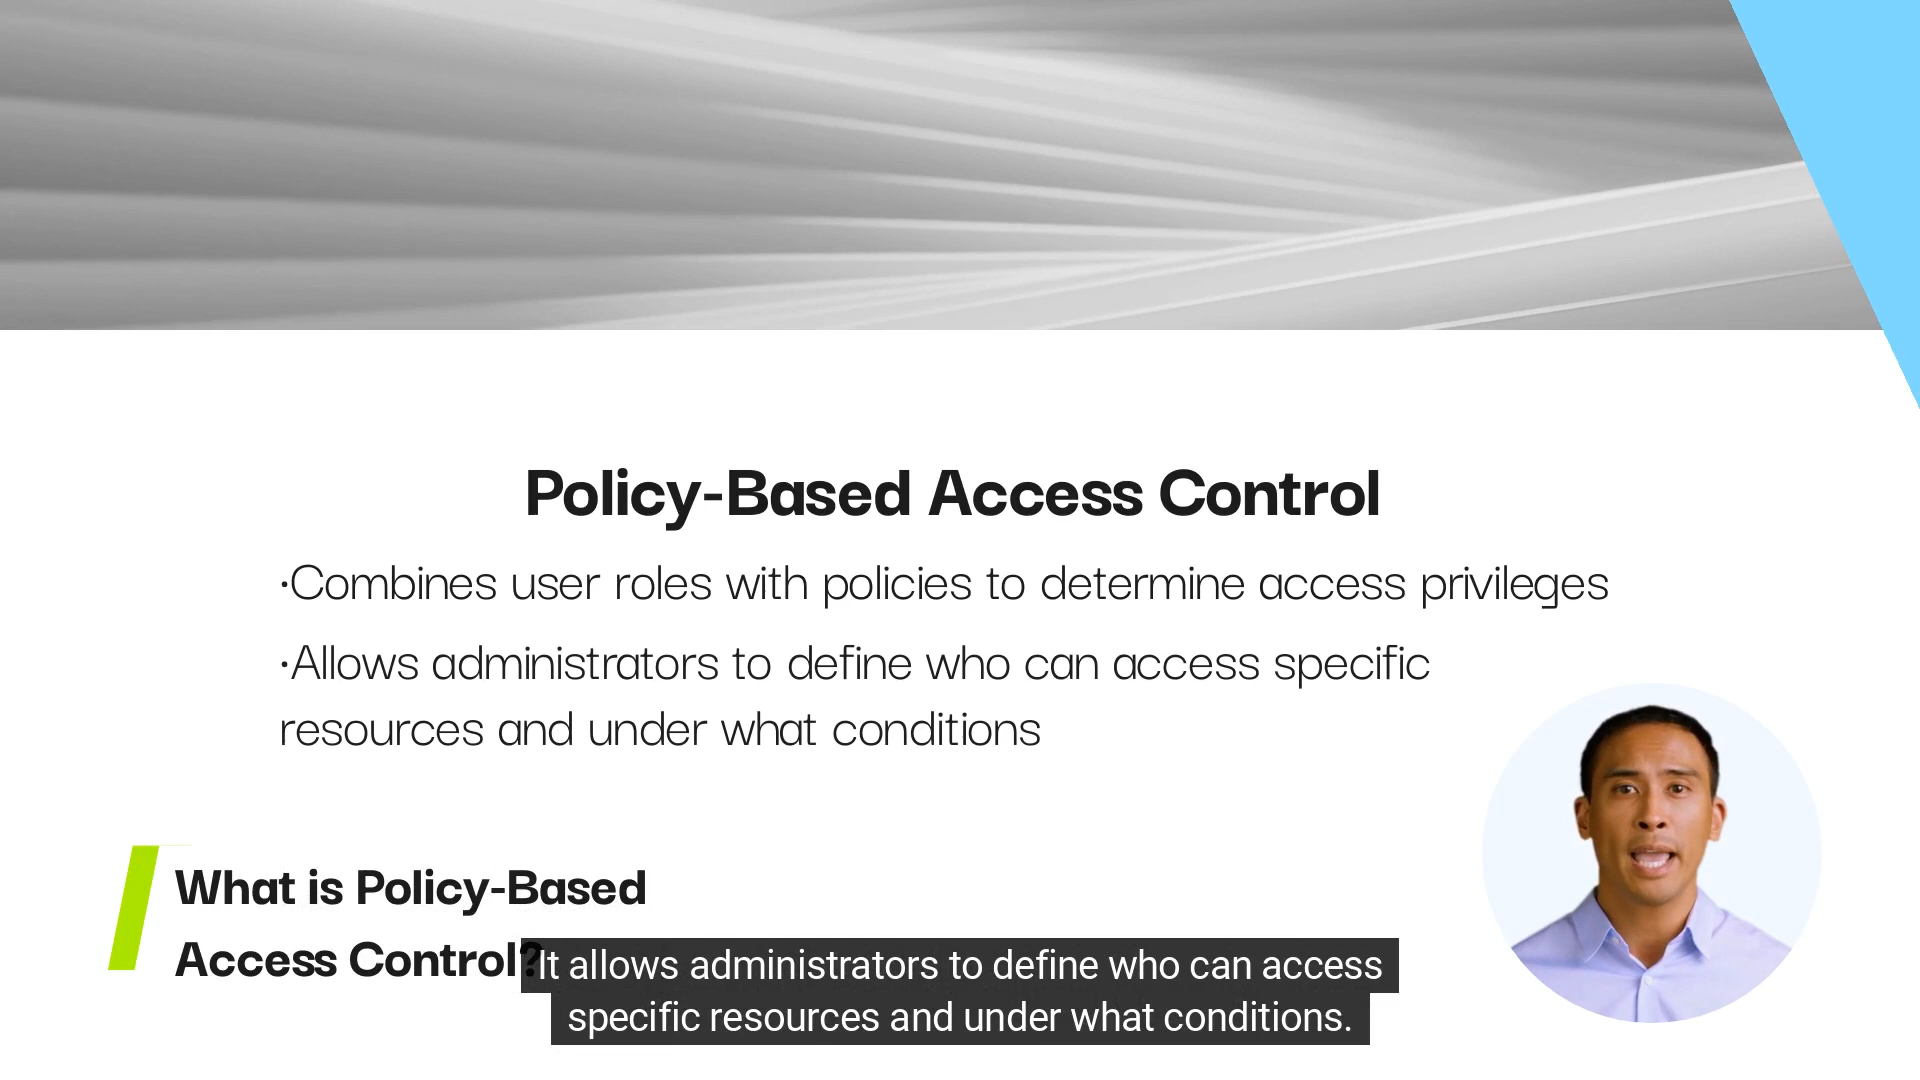 Policy-Based Access Control
·Combines user roles with policies to determine access privileges
·Allows administrators to define who can access specific
resources and under what conditions
What is Policy-Based
Access Control?
It allows administrators to define who can access
specific resources and under what conditions.